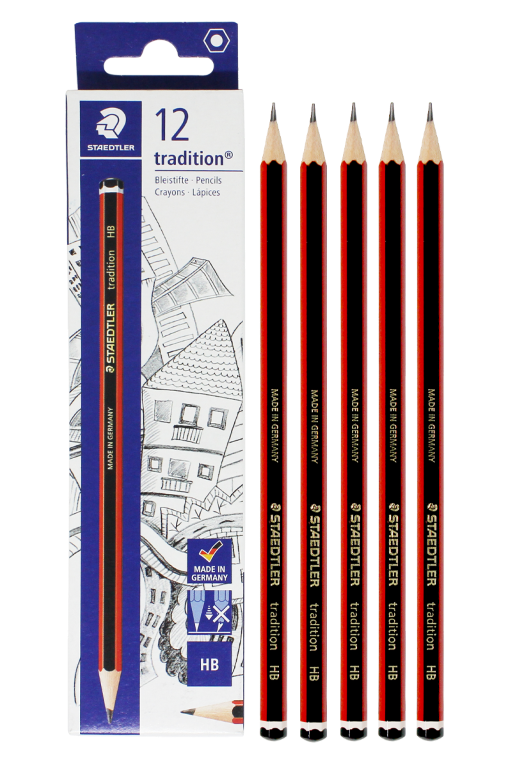 STAEDTLER
12
tradition®
Bleistifte · Pencils
Crayons · Lápices
MADE IN GERMANY STAEDTLER tradition HB
MADE IN
GERMANY
HB
MADE IN GERMANY STAEDTLER tradition HB
MADE IN GERMANY STAEDTLER tradition HB
MADE IN GERMANY STAEDTLER tradition HB
MADE IN GERMANY STAEDTLER tradition HB
MADE IN GERMANY STAEDTLER tradition HB